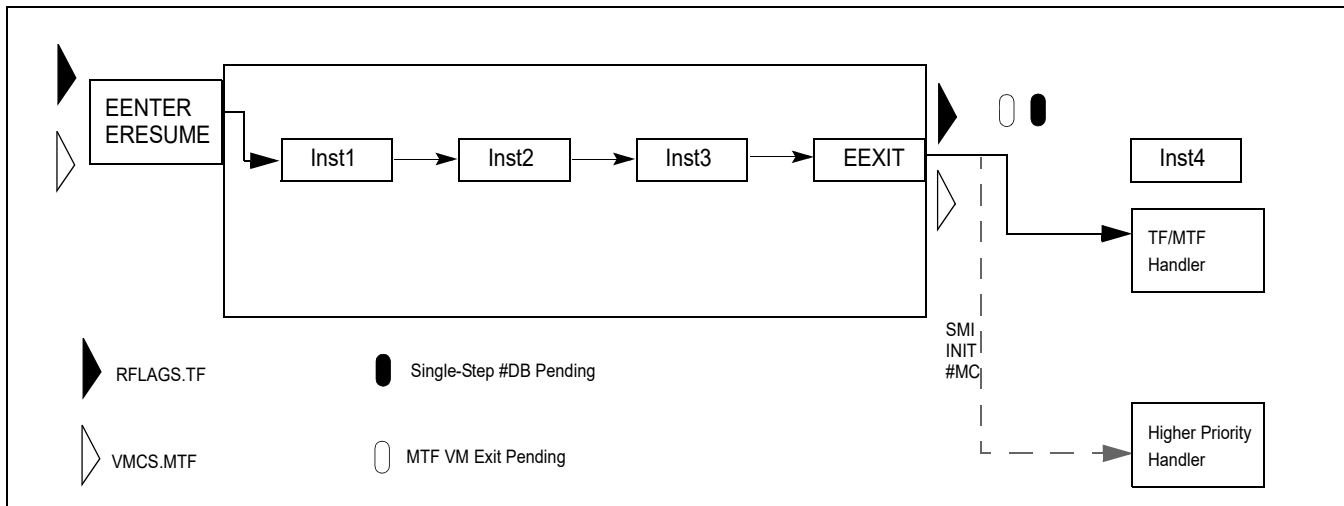 EENTER
ERESUME
Inst1
Inst2
Inst3
EEXIT
Inst4
TF/MTF
Handler
SMI
INIT
#MC
RFLAGS.TF
Single-Step #DB Pending
VMCS.MTF
MTF VM Exit Pending
Higher Priority
Handler